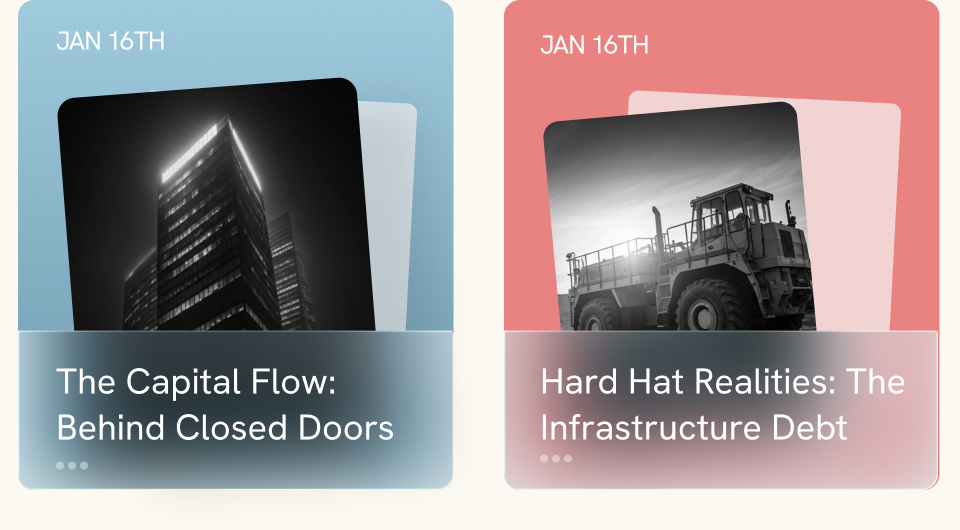 JAN 16TH
The Capital Flow:
Behind Closed Doors
JAN 16TH
Hard Hat Realities: The
Infrastructure Debt